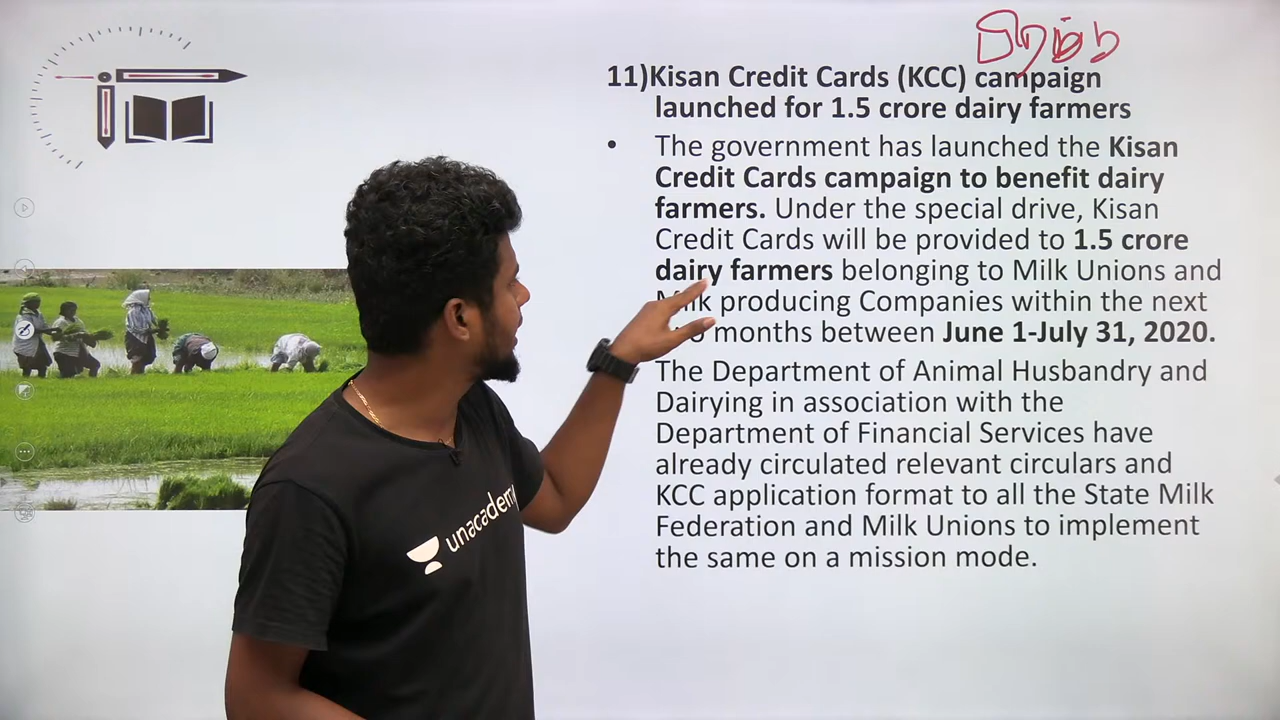 11)Kisan Credit Cards (KCC) campaign
launched for 1.5 crore dairy farmers
• The government has launched the Kisan
Credit Cards campaign to benefit dairy
farmers. Under the special drive, Kisan
Credit Cards will be provided to 1.5 crore
dairy farmers belonging to Milk Unions and
Milk producing Companies within the next
months between June 1-July 31, 2020.
The Department of Animal Husbandry and
Dairying in association with the
Department of Financial Services have
already circulated relevant circulars and
KCC application format to all the State Milk
Federation and Milk Unions to implement
the same on a mission mode.
unacademy